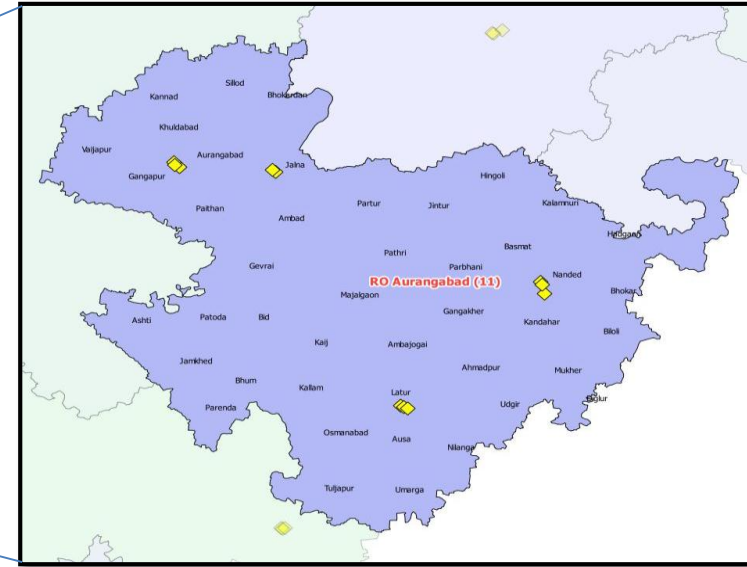 Sillod
Kannad
Bhokardan
Khuldabad
Vaijapur
Aurangabad
Jalna
Gangapur
Hingoli
Paithan
Partur
Jintur
Kalamnuri
Ambad
Hadgaon
Basmat
Pathri
Gevrai
Parbhani
Nanded
RO Aurangabad (11)
Majalgaon
Bhokar
Ashti
Patoda
Bid
Gangakher
Kandahar
Biloli
Kaij
Ambajogai
Jamkhed
Ahmadpur
Mukher
Bhum
Kallam
Latur
Parenda
Udgir
Osmanabad
Ausa
Nilanga
Tuljapur
Umarga